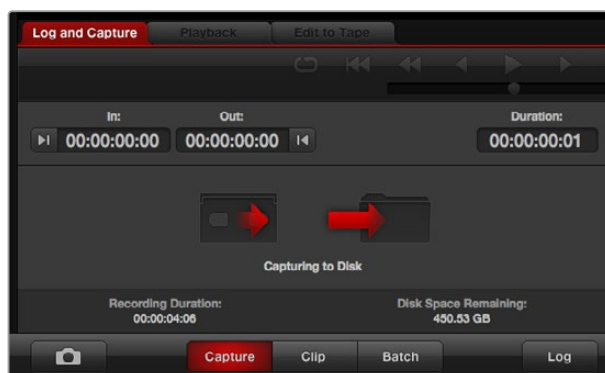 Log and Capture Playback Edit to Tape
In: Out: Duration:
00:00:00:00 00:00:00:00 00:00:00:01
Capturing to Disk
Recording Duration: Disk Space Remaining:
00:00:04:06 450.53 GB
Capture Clip Batch Log